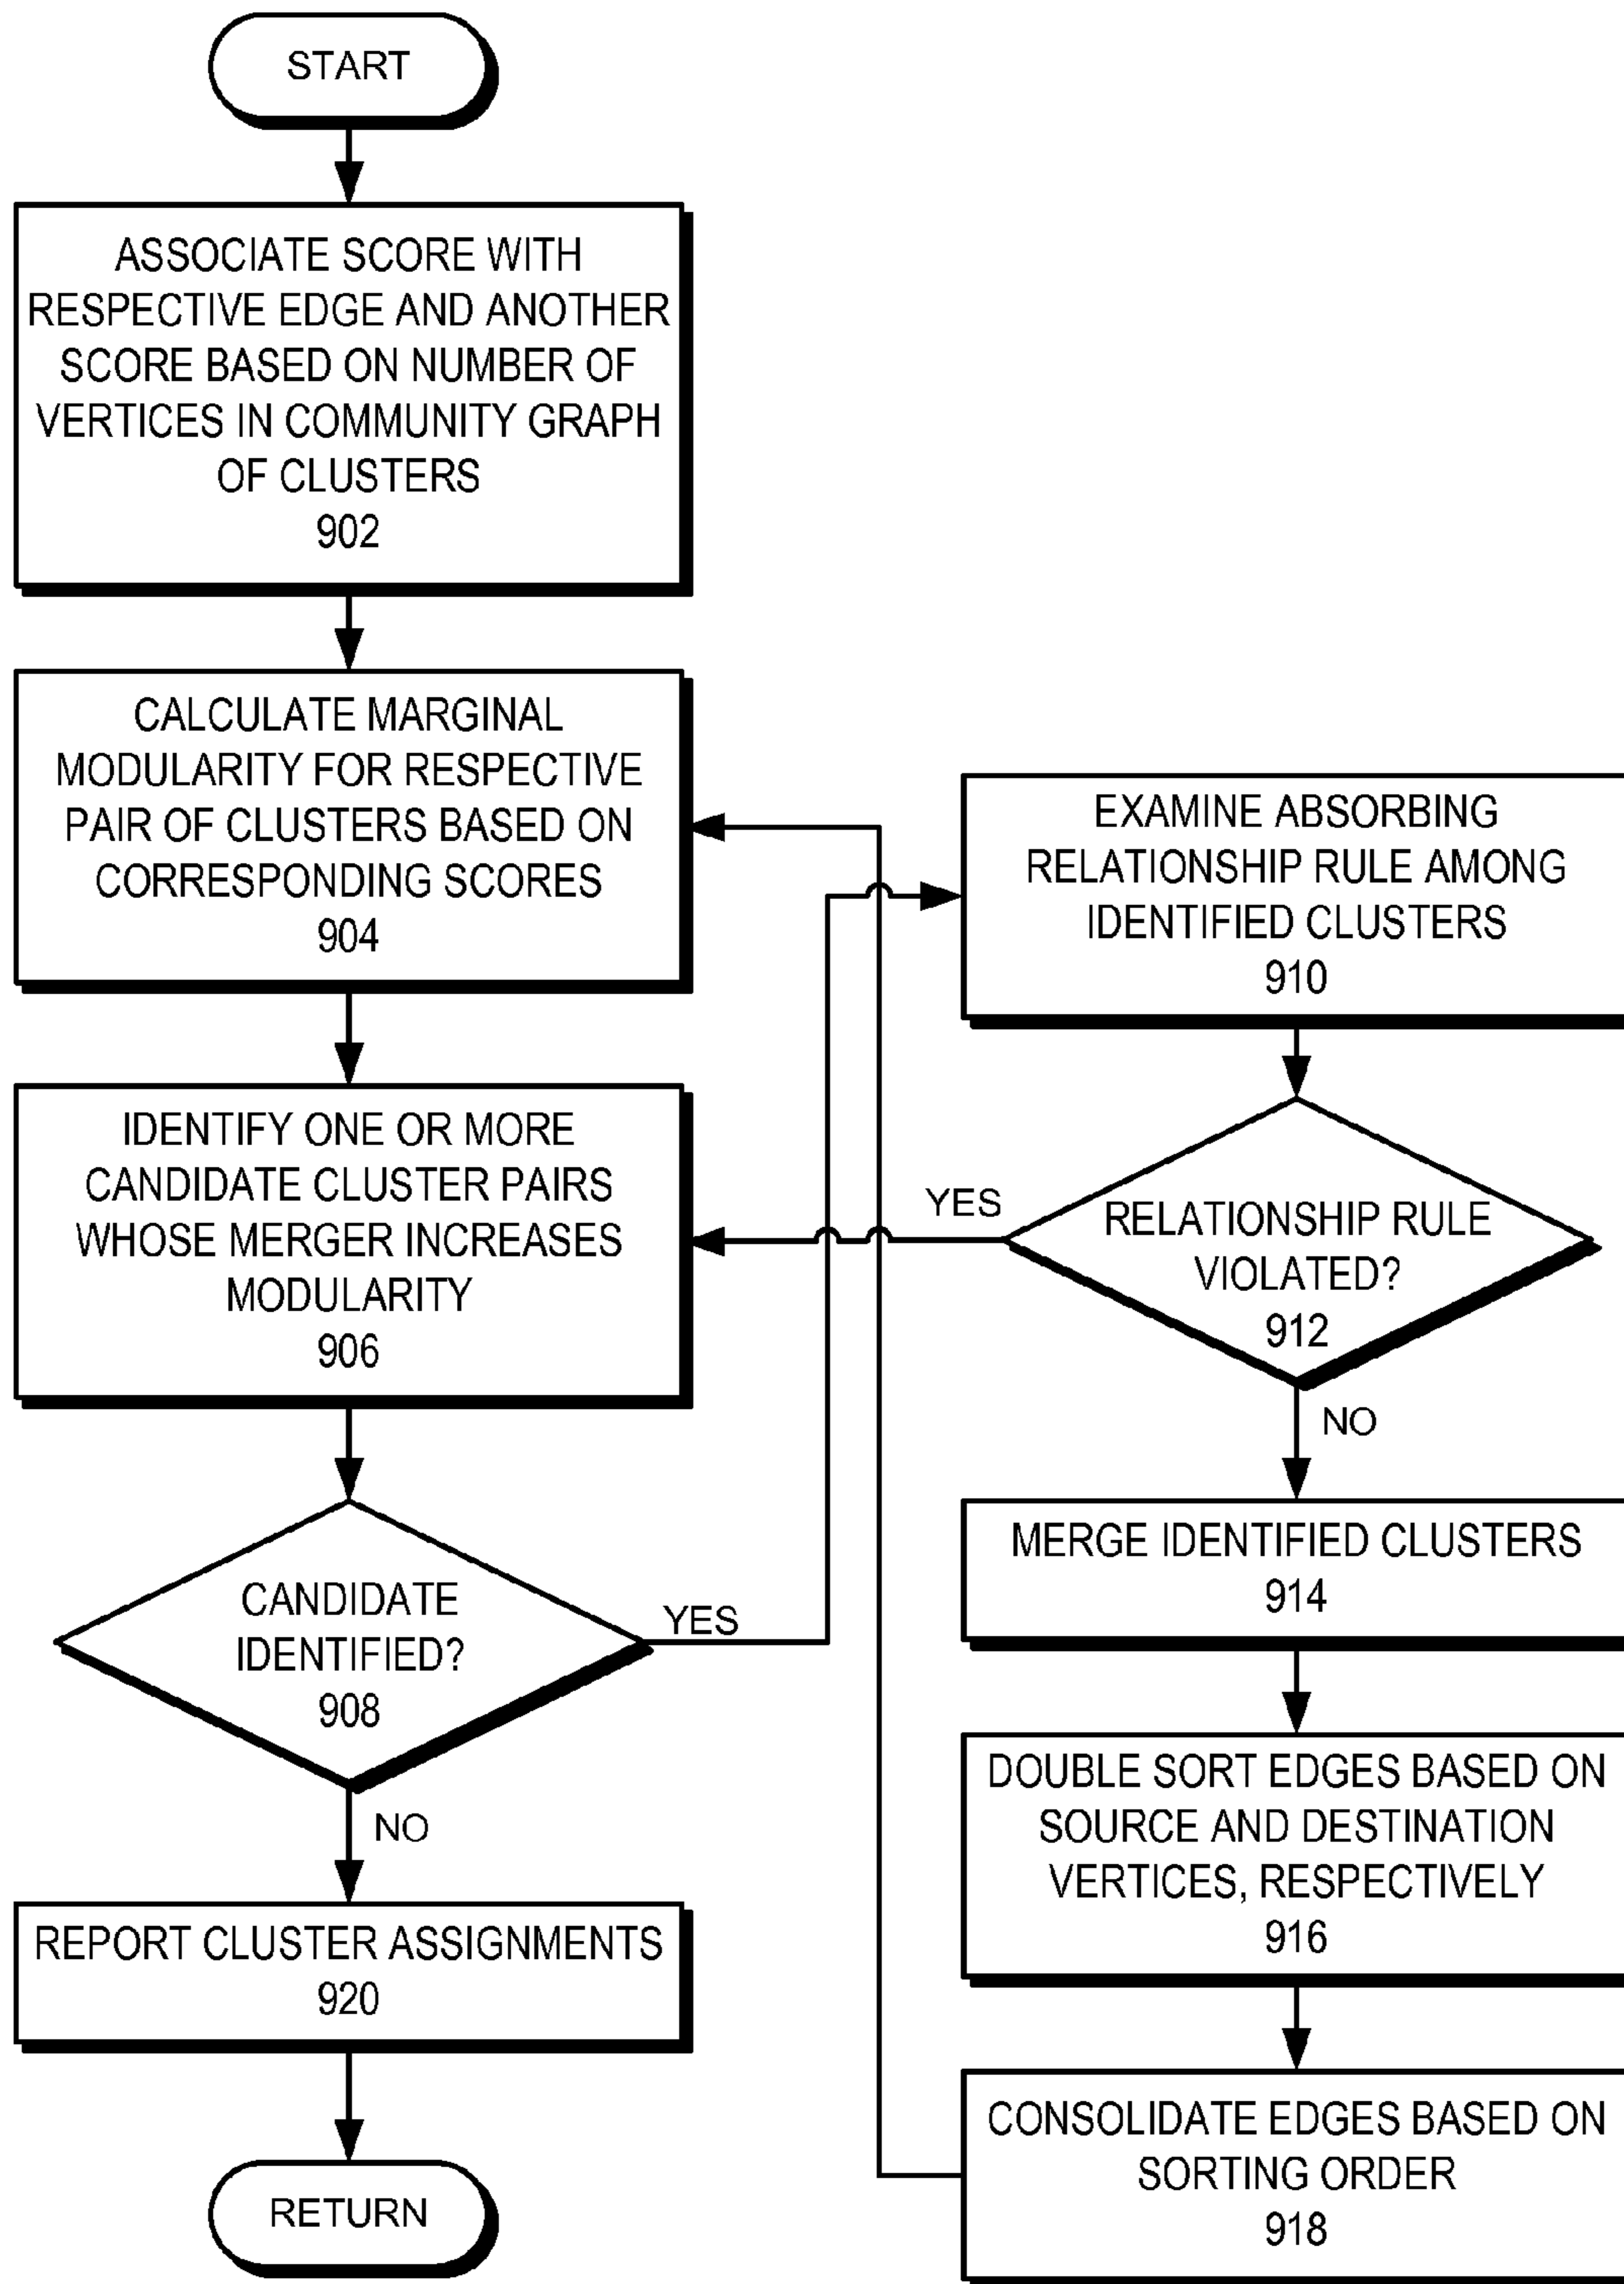 START
ASSOCIATE SCORE WITH
RESPECTIVE EDGE AND ANOTHER
SCORE BASED ON NUMBER OF
VERTICES IN COMMUNITY GRAPH
OF CLUSTERS
902
CALCULATE MARGINAL
MODULARITY FOR RESPECTIVE
PAIR OF CLUSTERS BASED ON
CORRESPONDING SCORES
904
IDENTIFY ONE OR MORE
CANDIDATE CLUSTER PAIRS
WHOSE MERGER INCREASES
MODULARITY
906
CANDIDATE
IDENTIFIED?
908
YES
NO
REPORT CLUSTER ASSIGNMENTS
920
RETURN
EXAMINE ABSORBING
RELATIONSHIP RULE AMONG
IDENTIFIED CLUSTERS
910
YES
RELATIONSHIP RULE
VIOLATED?
912
NO
MERGE IDENTIFIED CLUSTERS
914
DOUBLE SORT EDGES BASED ON
SOURCE AND DESTINATION
VERTICES, RESPECTIVELY
916
CONSOLIDATE EDGES BASED ON
SORTING ORDER
918